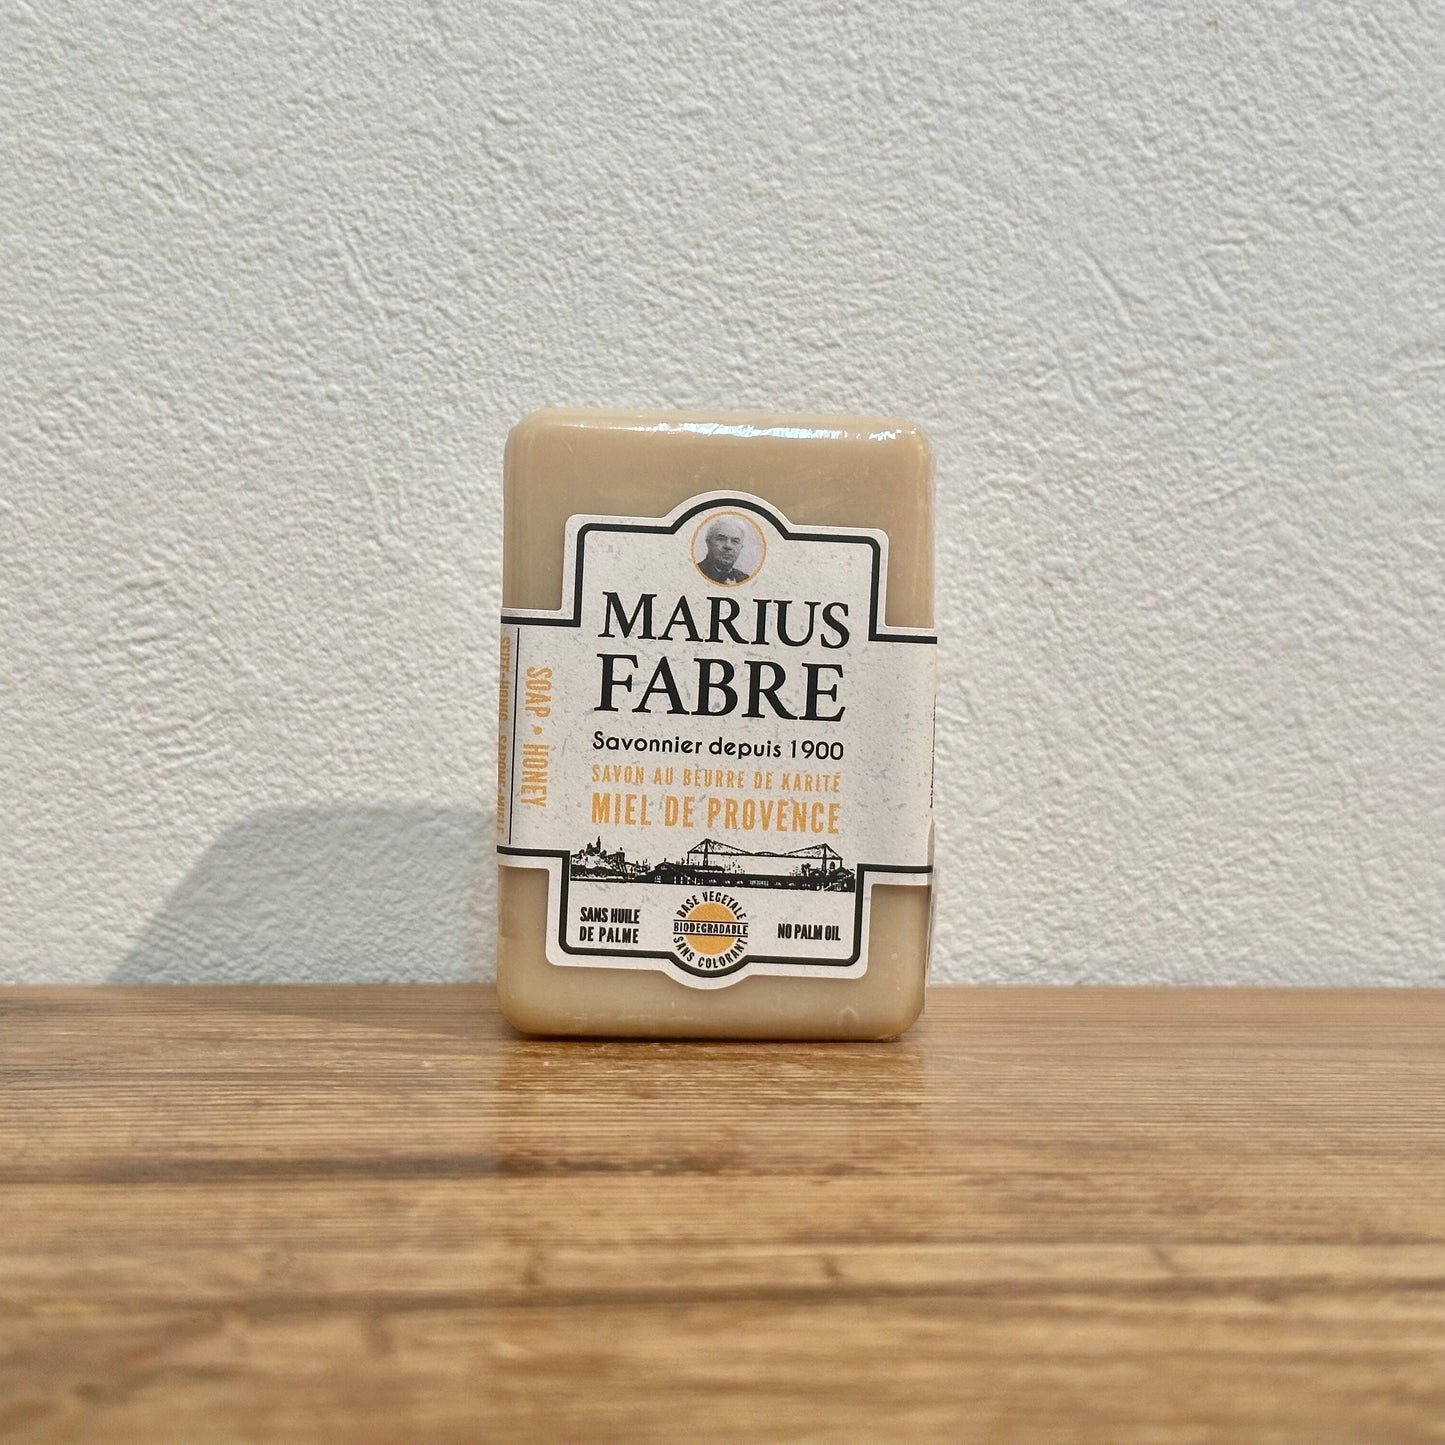 MARIUS
FABRE
Savonnier depuis 1900
SAVON AU BEURRE DE KARITÉ
MIEL DE PROVENCE
SANS HUILE
DE PALME
BASE VEGETALE
BIODEGRADABLE
SANS COLORANT
NO PALM OIL
SOAP • HONEY